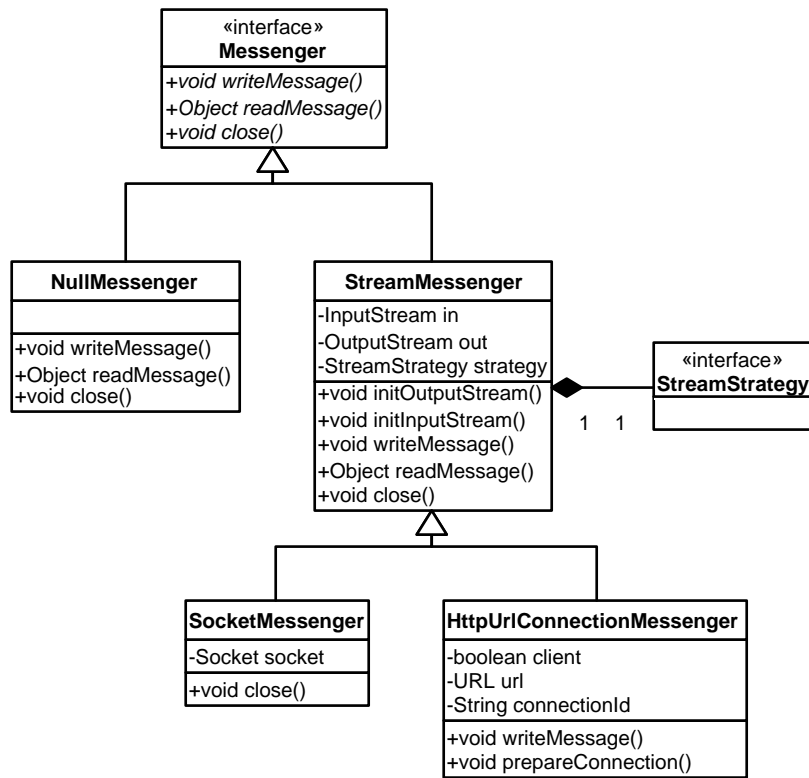 «interface»
Messenger
+void writeMessage()
+Object readMessage()
+void close()
NullMessenger
+void writeMessage()
+Object readMessage()
+void close()
StreamMessenger
-InputStream in
-OutputStream out
-StreamStrategy strategy
+void initOutputStream()
+void initInputStream()
+void writeMessage()
+Object readMessage()
+void close()
1 1
«interface»
StreamStrategy
SocketMessenger
-Socket socket
+void close()
HttpUrlConnectionMessenger
-boolean client
-URL url
-String connectionId
+void writeMessage()
+void prepareConnection()